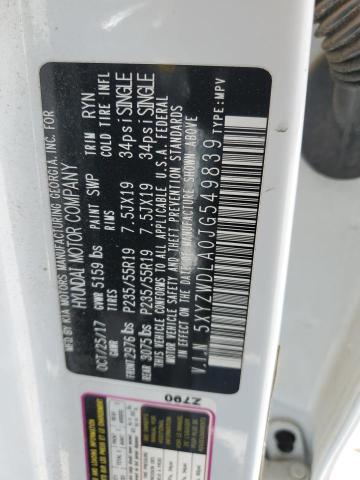 MFD. BY KIA MOTORS MANUFACTURING GEORGIA, INC. FOR
HYUNDAI MOTOR COMPANY
OCT/25/17 PAINT SWP TRIM RYN
GVWR 5159 lbs
GAWR TIRES RIMS COLD TIRE INFL
FRONT 2976 lbs P235/55R19 7.5JX19 34psi SINGLE
REAR 3075 lbs P235/55R19 7.5JX19 34psi SINGLE
THIS VEHICLE CONFORMS TO ALL APPLICABLE U.S.A. FEDERAL
MOTOR VEHICLE SAFETY, BUMPER, AND THEFT PREVENTION STANDARDS
IN EFFECT ON THE DATE OF MANUFACTURE SHOWN ABOVE
V.I.N 5XYZWDLA0JG549839 TYPE: MPV
Z790